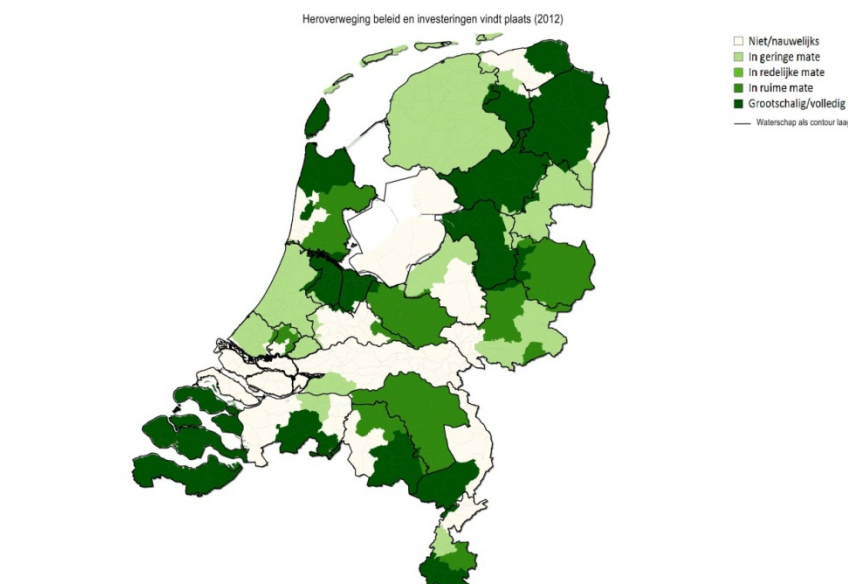 Heroverweging beleid en investeringen vindt plaats (2012)
Niet/nauwelijks
In geringe mate
In redelijke mate
In ruime mate
Grootschalig/volledig
Waterschap als contour laag